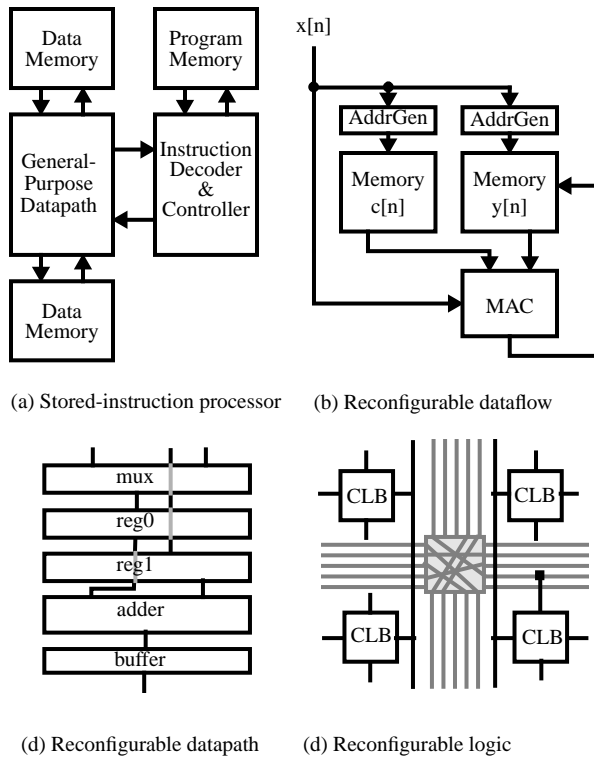 Data
Memory
Program
Memory
General-
Purpose
Datapath
Instruction
Decoder
&
Controller
Data
Memory
(a) Stored-instruction processor
x[n]
AddrGen
AddrGen
Memory
c[n]
Memory
y[n]
MAC
(b) Reconfigurable dataflow
mux
reg0
reg1
adder
buffer
(d) Reconfigurable datapath
CLB
CLB
CLB
CLB
(d) Reconfigurable logic